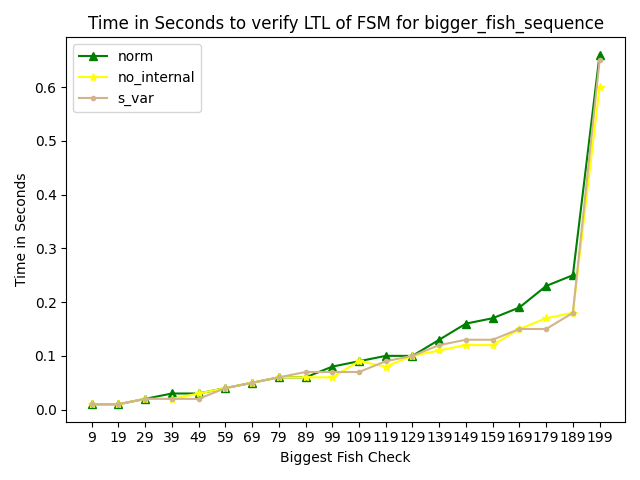 Time in Seconds to verify LTL of FSM for bigger_fish_sequence
norm
no_internal
s_var
Time in Seconds
0.6
0.5
0.4
0.3
0.2
0.1
0.0
9 19 29 39 49 59 69 79 89 99 109 119 129 139 149 159 169 179 189 199
Biggest Fish Check